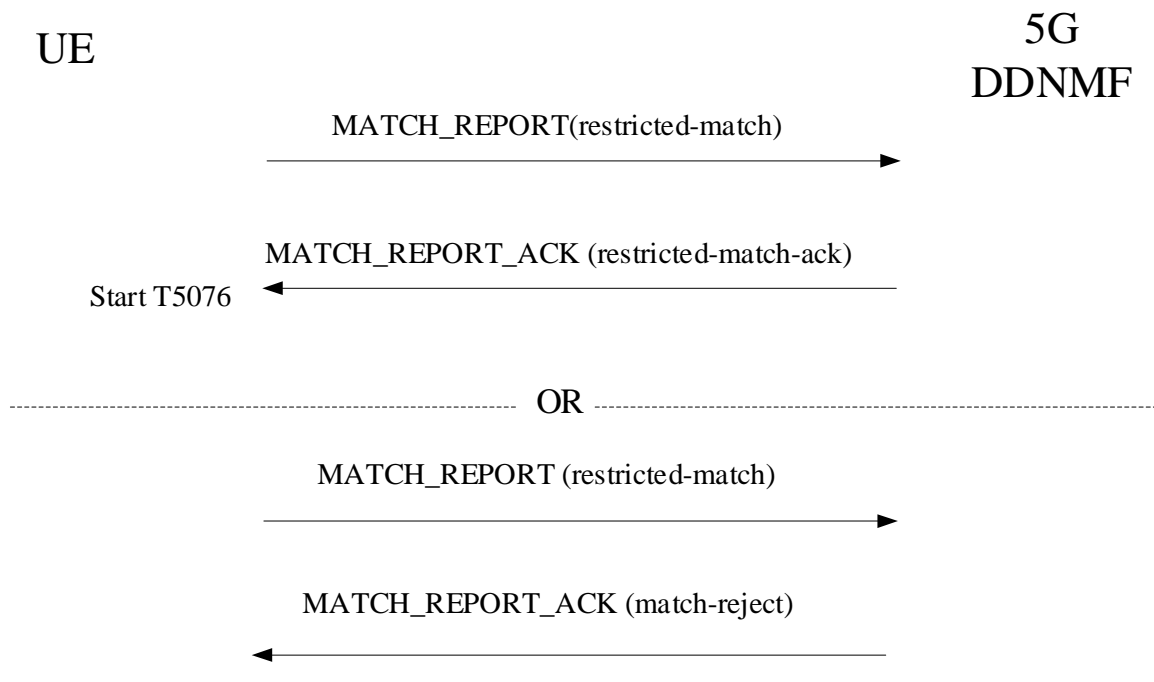 UE
5G
DDNMF
MATCH_REPORT(restricted-match)
MATCH_REPORT_ACK (restricted-match-ack)
Start T5076
OR
MATCH_REPORT (restricted-match)
MATCH_REPORT_ACK (match-reject)